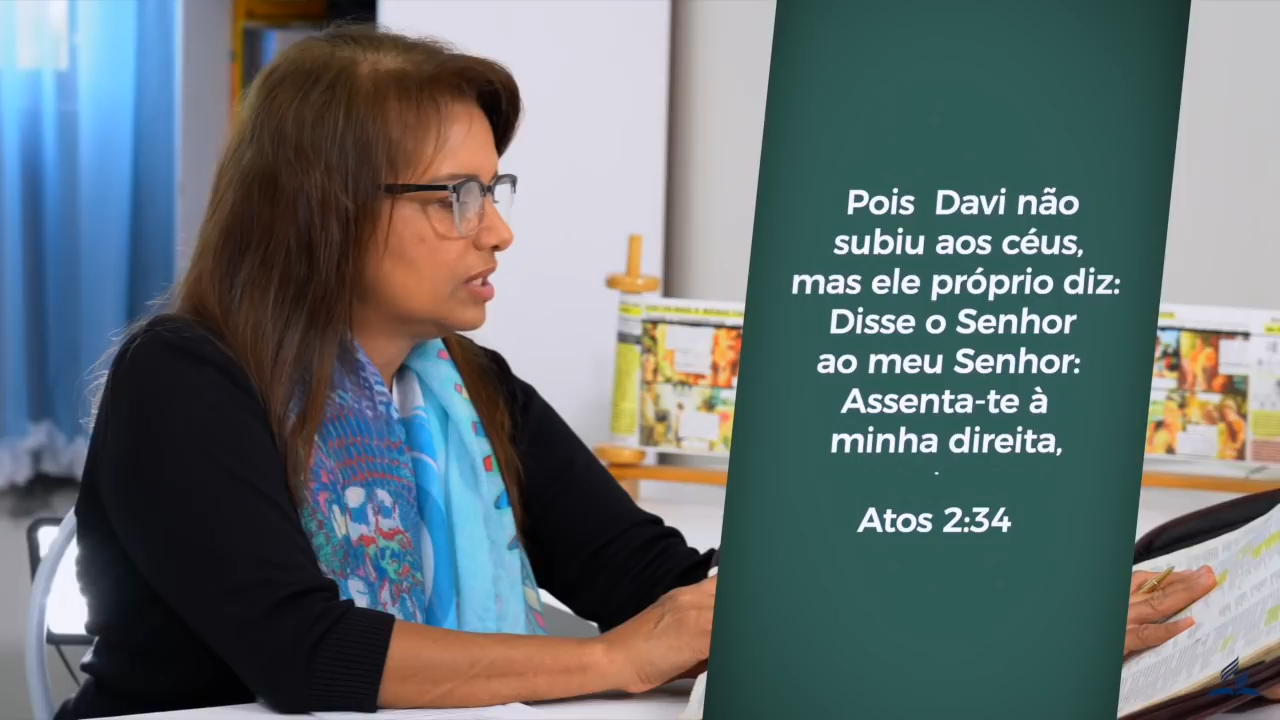 Pois Davi não
subiu aos céus,
mas ele próprio diz:
Disse o Senhor
ao meu Senhor:
Assenta-te à
minha direita,
.
Atos 2:34